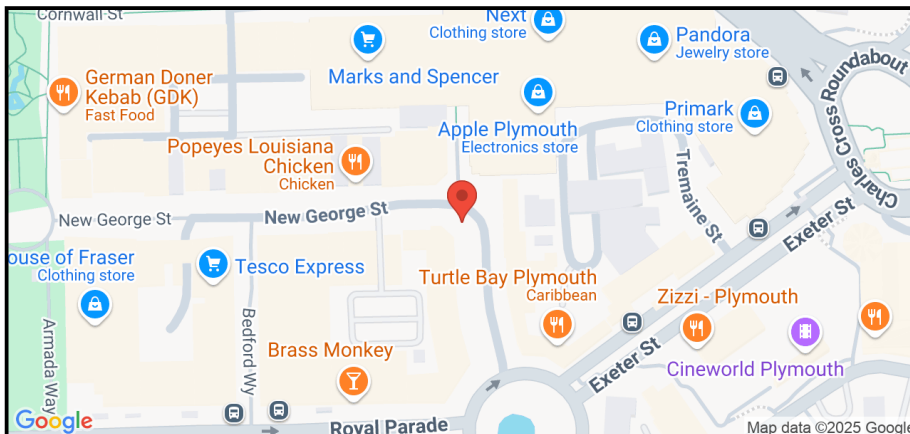 Cornwall St
Next
Clothing store
Pandora
Jewelry store
Marks and Spencer
German Doner
Kebab (GDK)
Fast Food
Apple Plymouth
Electronics store
Primark
Clothing store
Charles Cross Roundabout
Popeyes Louisiana
Chicken
Chicken
Tremaine St
New George St
New George St
Exeter St
ouse of Fraser
Clothing store
Tesco Express
Turtle Bay Plymouth
Caribbean
Zizzi - Plymouth
Armada Way
Bedford Wy
Brass Monkey
Exeter St
Cineworld Plymouth
Google
Royal Parade
Map data ©2025 Google